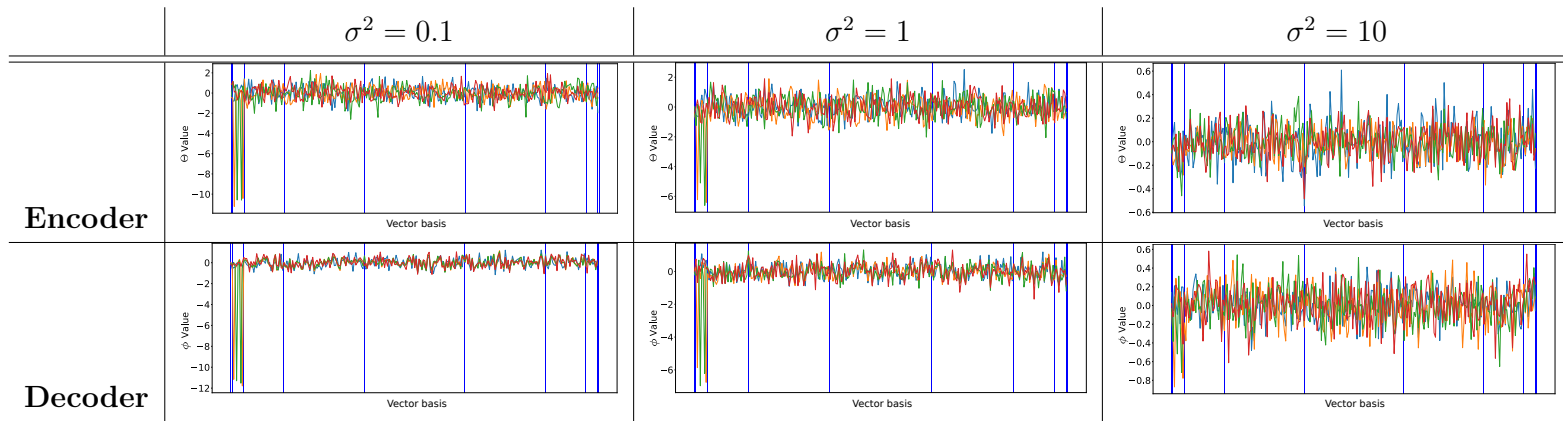 σ² = 0.1 σ² = 1 σ² = 10
Encoder
Θ Value
2
0
−2
−4
−6
−8
−10
Vector basis
Θ Value
2
0
−2
−4
−6
Vector basis
Θ Value
0.6
0.4
0.2
0.0
−0.2
−0.4
−0.6
Vector basis
Decoder
ϕ Value
0
−2
−4
−6
−8
−10
−12
Vector basis
ϕ Value
0
−2
−4
−6
Vector basis
ϕ Value
0.6
0.4
0.2
0.0
−0.2
−0.4
−0.6
−0.8
Vector basis